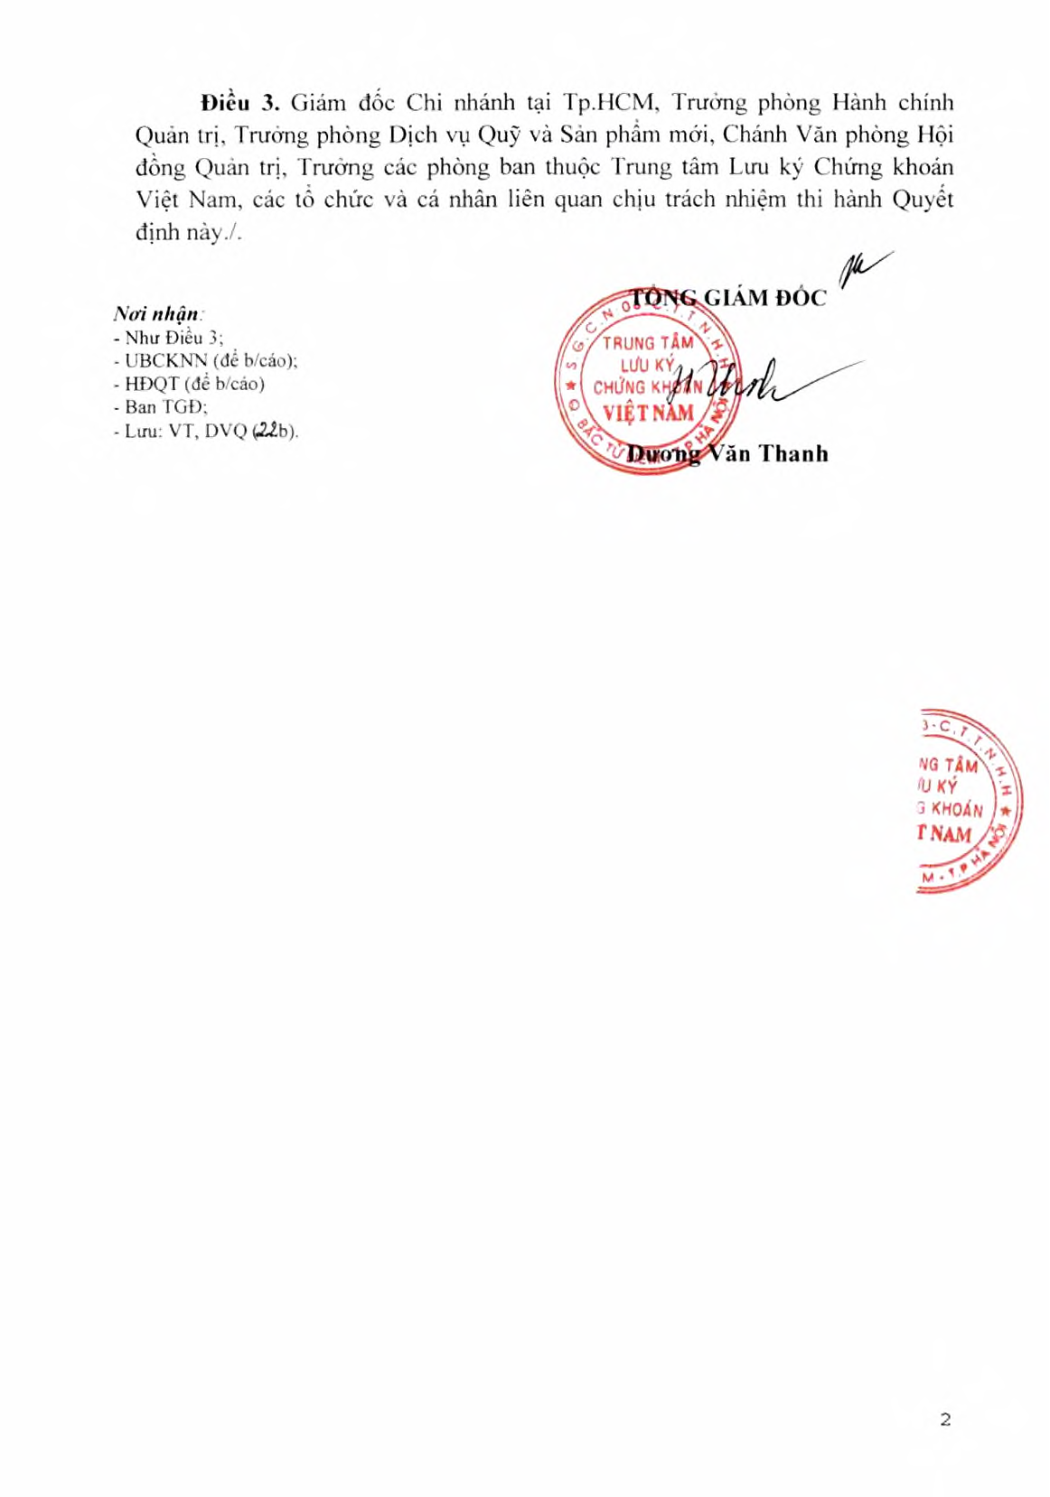 Điều 3. Giám đốc Chi nhánh tại Tp.HCM, Trưởng phòng Hành chính
Quản trị, Trưởng phòng Dịch vụ Quỹ và Sản phẩm mới, Chánh Văn phòng Hội
đồng Quản trị, Trưởng các phòng ban thuộc Trung tâm Lưu ký Chứng khoán
Việt Nam, các tổ chức và cá nhân liên quan chịu trách nhiệm thi hành Quyết
định này./.
Nơi nhận:
- Như Điều 3;
- UBCKNN (để b/cáo);
- HĐQT (để b/cáo)
- Ban TGĐ;
- Lưu: VT, DVQ (22b).
TỔNG GIÁM ĐỐC
TRUNG TÂM
LƯU KÝ
CHỨNG KHOÁN
VIỆT NAM
Dương Văn Thanh
C.T.T.N.H.H
NG TÂM
ƯU KÝ
G KHOÁN
T NAM
M - T.P HÀ NỘI
2